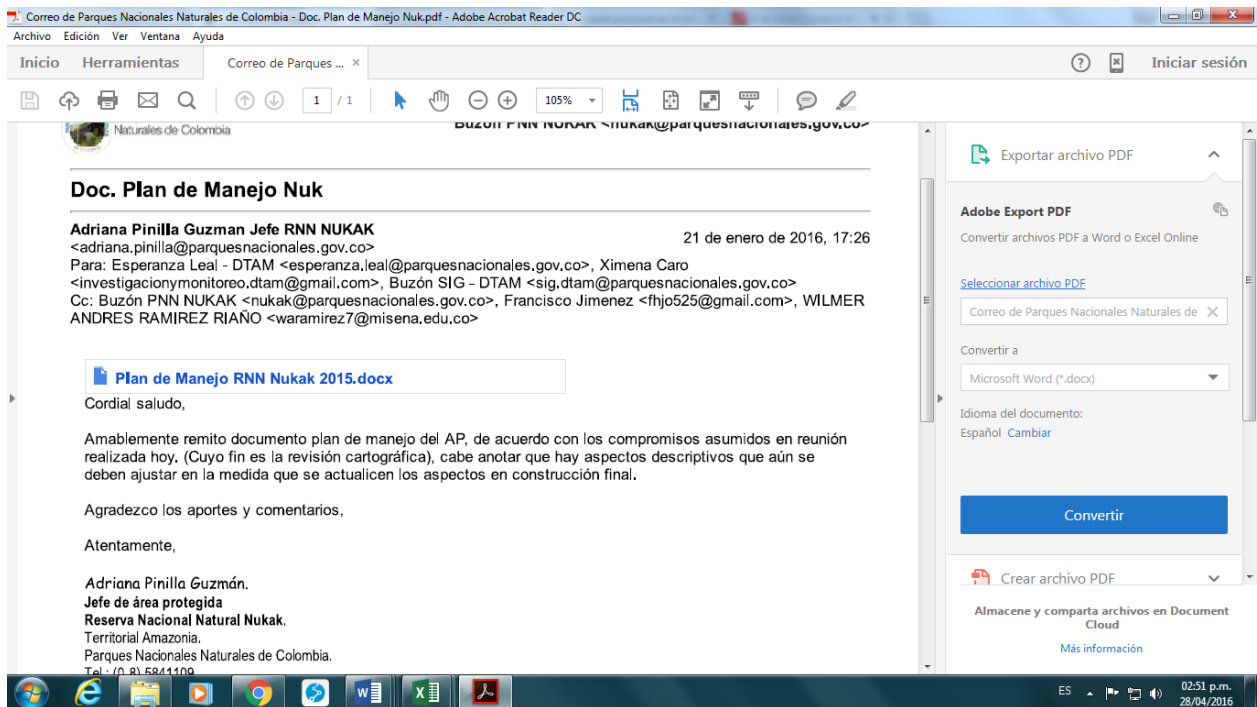 Correo de Parques Nacionales Naturales de Colombia - Doc. Plan de Manejo Nuk.pdf - Adobe Acrobat Reader DC
Archivo Edición Ver Ventana Ayuda
Inicio Herramientas Correo de Parques ... × Iniciar sesión
1 / 1 105%
Naturales de Colombia
Buzón PNN NUKAK <nukak@parquesnacionales.gov.co>
Doc. Plan de Manejo Nuk
Adriana Pinilla Guzman Jefe RNN NUKAK
<adriana.pinilla@parquesnacionales.gov.co>
21 de enero de 2016, 17:26
Para: Esperanza Leal - DTAM <esperanza.leal@parquesnacionales.gov.co>, Ximena Caro
<investigacionymonitoreo.dtam@gmail.com>, Buzón SIG - DTAM <sig.dtam@parquesnacionales.gov.co>
Cc: Buzón PNN NUKAK <nukak@parquesnacionales.gov.co>, Francisco Jimenez <fhjo525@gmail.com>, WILMER
ANDRES RAMIREZ RIAÑO <waramirez7@misena.edu.co>
Plan de Manejo RNN Nukak 2015.docx
Cordial saludo,
Amablemente remito documento plan de manejo del AP, de acuerdo con los compromisos asumidos en reunión
realizada hoy. (Cuyo fin es la revisión cartográfica), cabe anotar que hay aspectos descriptivos que aún se
deben ajustar en la medida que se actualicen los aspectos en construcción final.
Agradezco los aportes y comentarios,
Atentamente,
Adriana Pinilla Guzmán.
Jefe de área protegida
Reserva Nacional Natural Nukak.
Territorial Amazonia.
Parques Nacionales Naturales de Colombia.
Tel.: (0 8) 5841109
Exportar archivo PDF
Adobe Export PDF
Convertir archivos PDF a Word o Excel Online
Seleccionar archivo PDF
Correo de Parques Nacionales Naturales de
Convertir a
Microsoft Word (*.docx)
Idioma del documento:
Español Cambiar
Convertir
Crear archivo PDF
Almacene y comparta archivos en Document
Cloud
Más información
ES
02:51 p.m.
28/04/2016